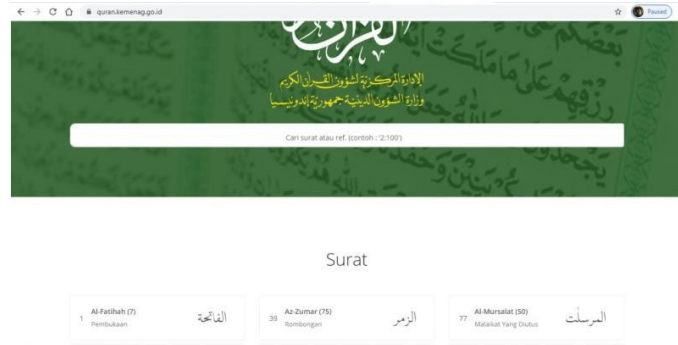 quran.kemenag.go.id
Paused
القرآن
الإدارة المركزية لشؤون القرآن الكريم
وزارة الشؤون الدينية جمهورية إندونيسيا
Cari surat atau ref. (contoh : '2:100')
Surat
1 Al-Fatihah (7) الفاتحة
Pembukaan
39 Az-Zumar (75) الزمر
Rombongan
77 Al-Mursalat (50) المرسلٰت
Malaikat Yang Diutus